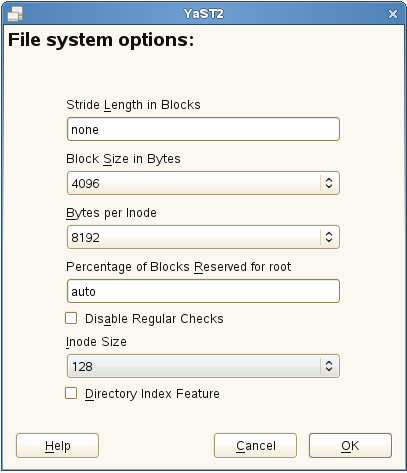 YaST2
File system options:
Stride Length in Blocks
none
Block Size in Bytes
4096
Bytes per Inode
8192
Percentage of Blocks Reserved for root
auto
Disable Regular Checks
Inode Size
128
Directory Index Feature
Help Cancel OK